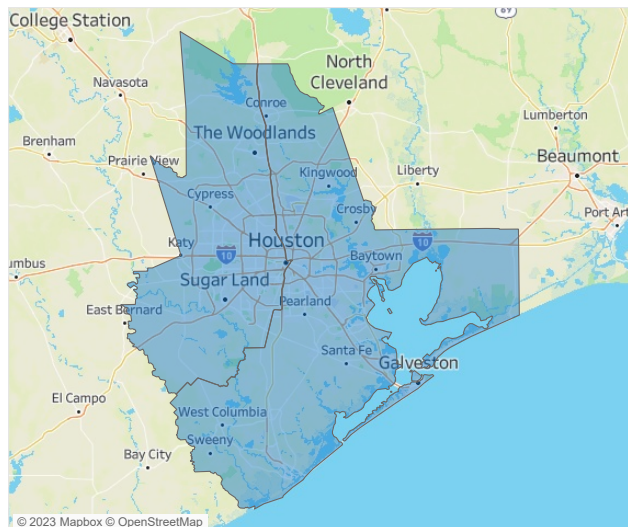 College Station
69
North
Cleveland
Navasota
Conroe
Lumberton
The Woodlands
Brenham
Prairie View
Beaumont
Kingwood
Liberty
Cypress
Port Art
Crosby
Katy
Houston
10
10
Baytown
umbus
Sugar Land
East Bernard
Pearland
Santa Fe
Galveston
El Campo
West Columbia
Sweeny
Bay City
© 2023 Mapbox © OpenStreetMap